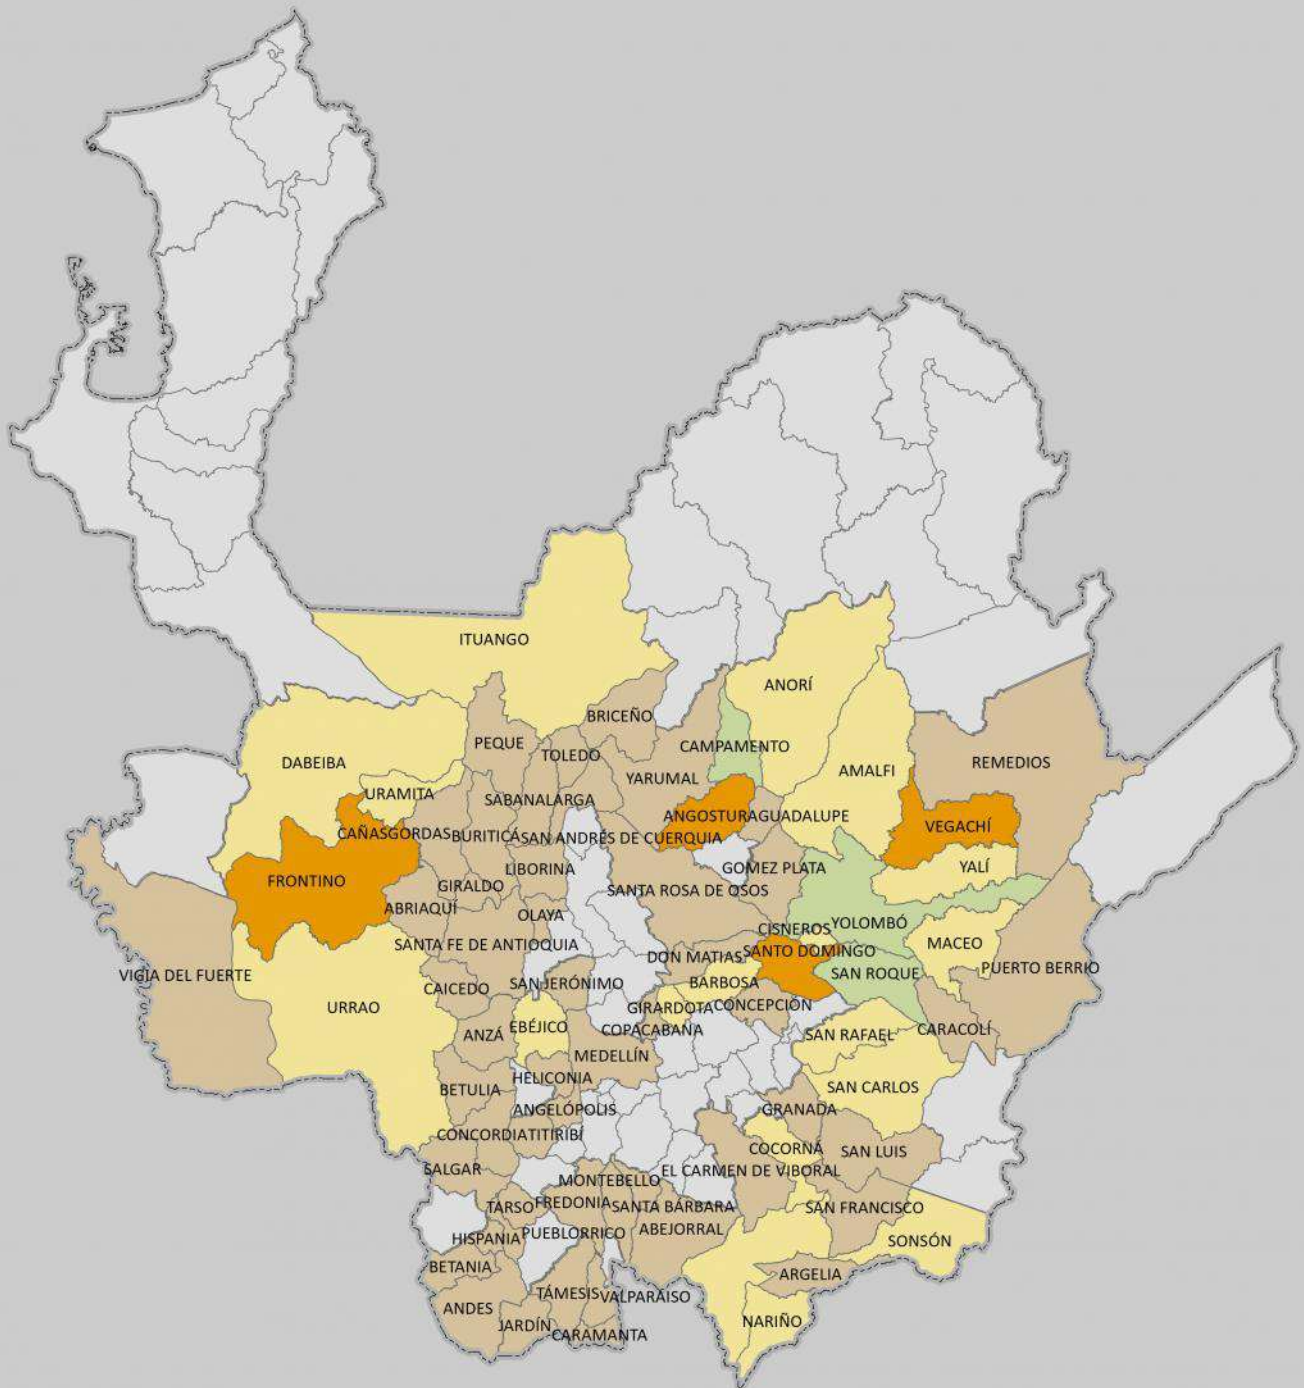 ITUANGO
ANORÍ
BRICEÑO
PEQUE
CAMPAMENTO
TOLEDO
DABEIBA
REMEDIOS
AMALFI
YARUMAL
URAMITA
SABANALARGA
ANGOSTURA
GUADALUPE
VEGACHÍ
CAÑASGORDAS
BURITICÁ
SAN ANDRÉS DE CUERQUIA
LIBORINA
GOMEZ PLATA
YALÍ
FRONTINO
GIRALDO
SANTA ROSA DE OSOS
ABRIAQUÍ
OLAYA
YOLOMBÓ
CISNEROS
SANTA FE DE ANTIOQUIA
MACEO
SANTO DOMINGO
DON MATIAS
PUERTO BERRIO
VIGIA DEL FUERTE
SAN ROQUE
SAN JERÓNIMO
BARBOSA
CAICEDO
URRAO
GIRARDOTA
CONCEPCIÓN
EBÉJICO
COPACABANA
CARACOLÍ
ANZÁ
SAN RAFAEL
MEDELLÍN
HELICONIA
SAN CARLOS
BETULIA
ANGELÓPOLIS
GRANADA
CONCORDIA
TITIRIBÍ
COCORNÁ
SAN LUIS
SALGAR
EL CARMEN DE VIBORAL
MONTEBELLO
TARSO
FREDONIA
SANTA BÁRBARA
SAN FRANCISCO
ABEJORRAL
HISPANIA
PUEBLORRICO
SONSÓN
BETANIA
ARGELIA
TÁMESIS
VALPARAISO
ANDES
JARDÍN
NARIÑO
CARAMANTA